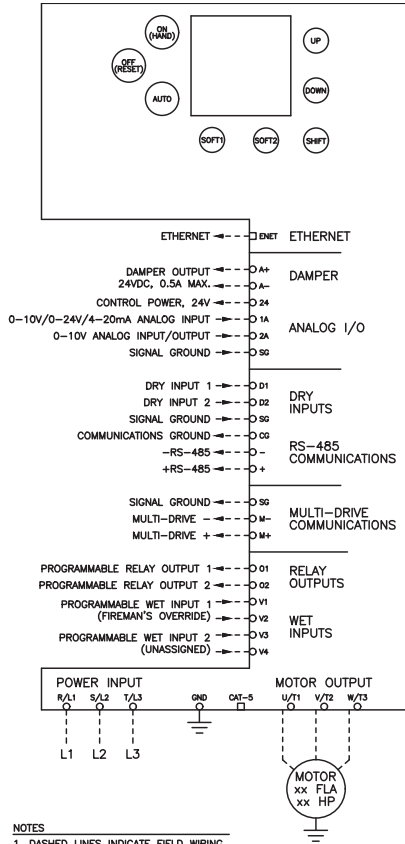 ON
(HAND)
OFF
(RESET)
AUTO
UP
DOWN
SOFT1
SOFT2
SHIFT
ETHERNET ENET ETHERNET
DAMPER OUTPUT A+
24VDC, 0.5A MAX. A-
DAMPER
CONTROL POWER, 24V 24
0-10V/0-24V/4-20mA ANALOG INPUT 1A
0-10V ANALOG INPUT/OUTPUT 2A
SIGNAL GROUND SG
ANALOG I/O
DRY INPUT 1 D1
DRY INPUT 2 D2
SIGNAL GROUND SG
DRY
INPUTS
COMMUNICATIONS GROUND CG
-RS-485 -
+RS-485 +
RS-485
COMMUNICATIONS
SIGNAL GROUND SG
MULTI-DRIVE - M-
MULTI-DRIVE + M+
MULTI-DRIVE
COMMUNICATIONS
PROGRAMMABLE RELAY OUTPUT 1 O1
PROGRAMMABLE RELAY OUTPUT 2 O2
RELAY
OUTPUTS
PROGRAMMABLE WET INPUT 1 V1
(FIREMAN'S OVERRIDE) V2
PROGRAMMABLE WET INPUT 2 V3
(UNASSIGNED) V4
WET
INPUTS
POWER INPUT
R/L1 S/L2 T/L3 GND CAT-5
MOTOR OUTPUT
U/T1 V/T2 W/T3
L1 L2 L3
MOTOR
xx FLA
xx HP
NOTES
1. DASHED LINES INDICATE FIELD WIRING